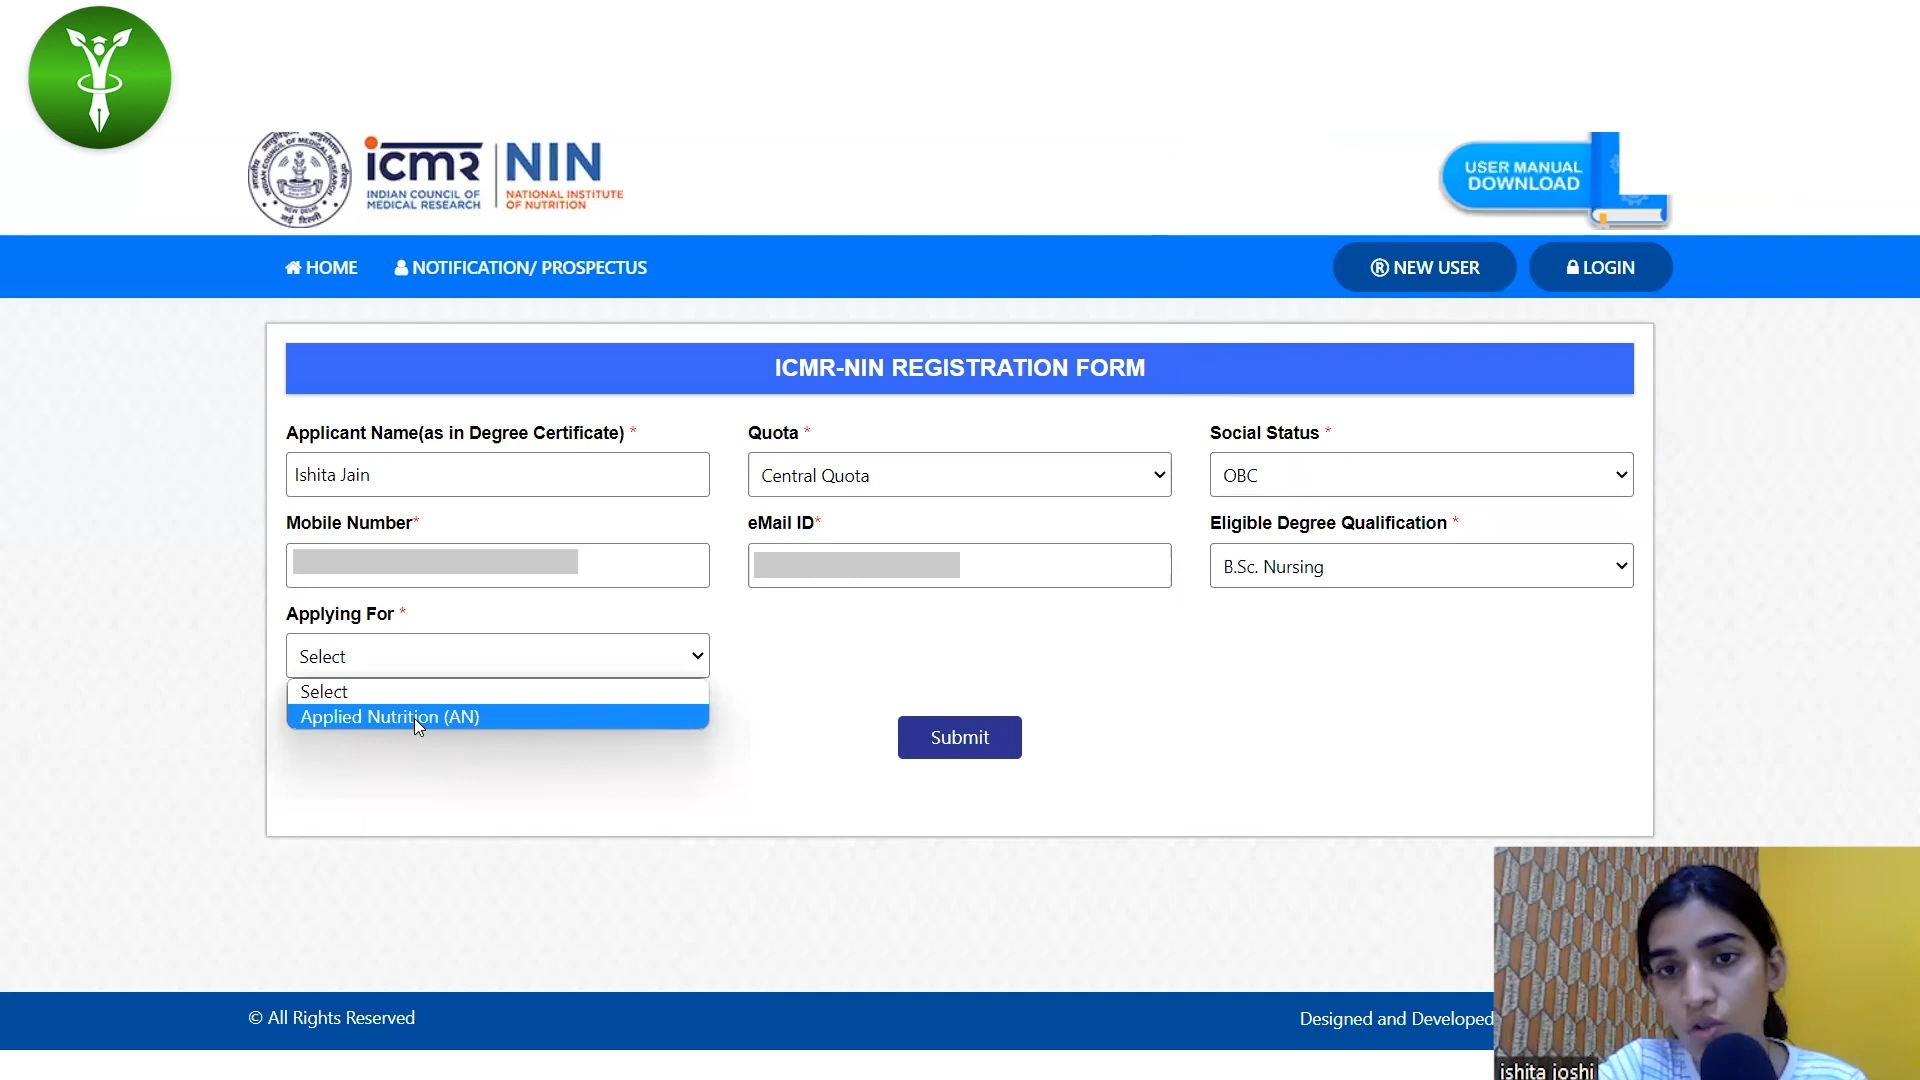 icmr
INDIAN COUNCIL OF
MEDICAL RESEARCH
NIN
NATIONAL INSTITUTE
OF NUTRITION
USER MANUAL
DOWNLOAD
HOME
NOTIFICATION/ PROSPECTUS
® NEW USER
LOGIN
ICMR-NIN REGISTRATION FORM
Applicant Name(as in Degree Certificate) *
Quota *
Social Status *
Ishita Jain
Central Quota
OBC
Mobile Number*
eMail ID*
Eligible Degree Qualification *
B.Sc. Nursing
Applying For *
Select
Select
Applied Nutrition (AN)
Submit
© All Rights Reserved
Designed and Developed
ishita joshi